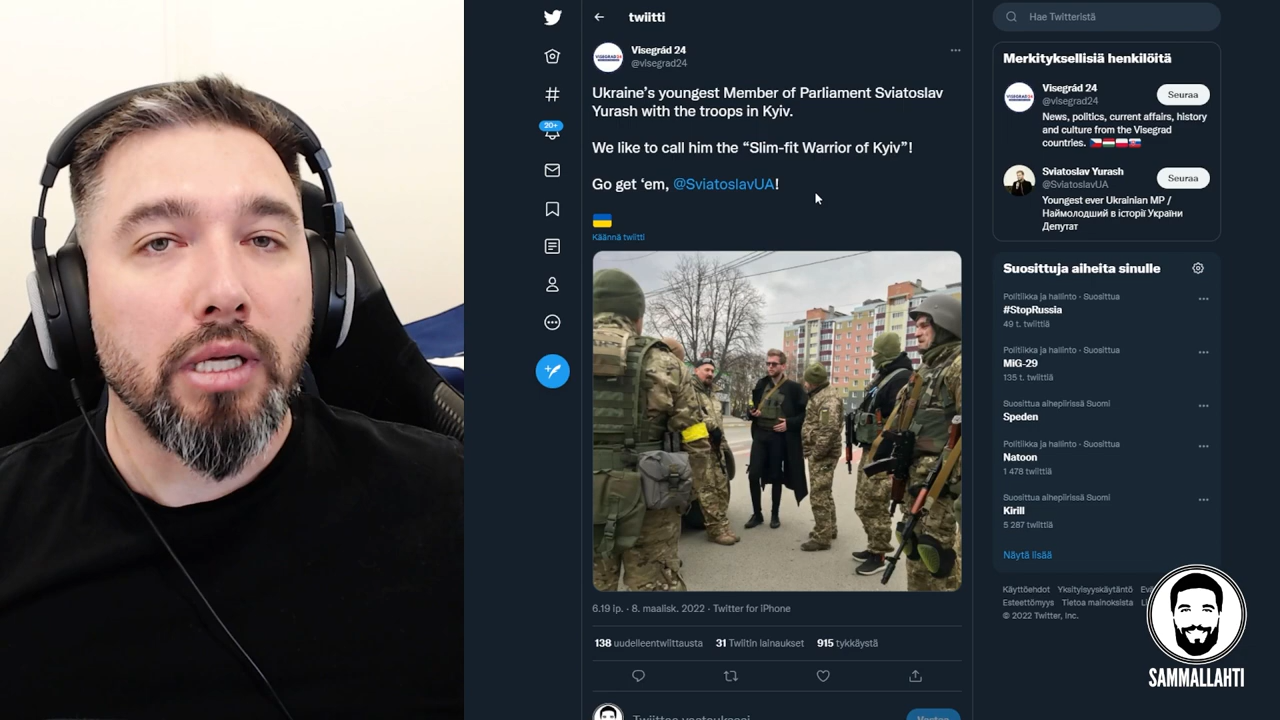 twiitti
Hae Twitteristä
Visegrád 24
@visegrad24
Ukraine's youngest Member of Parliament Sviatoslav
Yurash with the troops in Kyiv.
We like to call him the “Slim-fit Warrior of Kyiv”!
Go get ‘em, @SviatoslavUA!
Käännä twiitti
6.19 ip. · 8. maalisk. 2022 · Twitter for iPhone
138 uudelleentwiittausta 31 Twiitin lainaukset 915 tykkäystä
20+
Merkityksellisiä henkilöitä
Visegrád 24
@visegrad24
Seuraa
News, politics, current affairs, history
and culture from the Visegrad
countries.
Sviatoslav Yurash
@SviatoslavUA
Seuraa
Youngest ever Ukrainian MP /
Наймолодший в історії України
Депутат
Suosittuja aiheita sinulle
Politiikka ja hallinto · Suosittua
#StopRussia
49 t. twiittiä
Politiikka ja hallinto · Suosittua
MiG-29
135 t. twiittiä
Suosittua aihepiirissä Suomi
Speden
Politiikka ja hallinto · Suosittua
Natoon
1 478 twiittiä
Suosittua aihepiirissä Suomi
Kirill
5 287 twiittiä
Näytä lisää
Käyttöehdot Yksityisyyskäytäntö
Esteettömyys Tietoa mainoksista
© 2022 Twitter, Inc.
SAMMALLAHTI